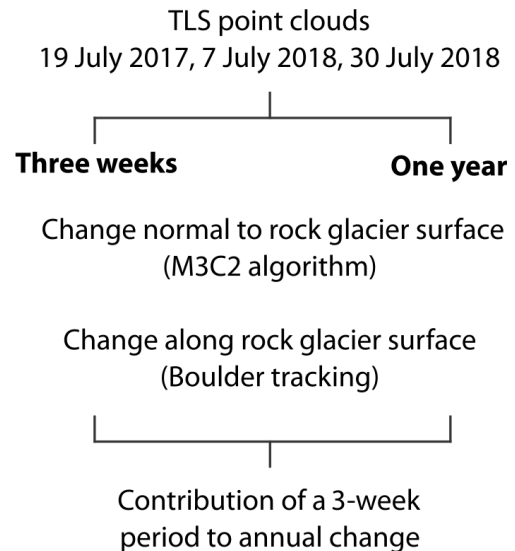 TLS point clouds
19 July 2017, 7 July 2018, 30 July 2018
Three weeks
One year
Change normal to rock glacier surface
(M3C2 algorithm)
Change along rock glacier surface
(Boulder tracking)
Contribution of a 3-week
period to annual change